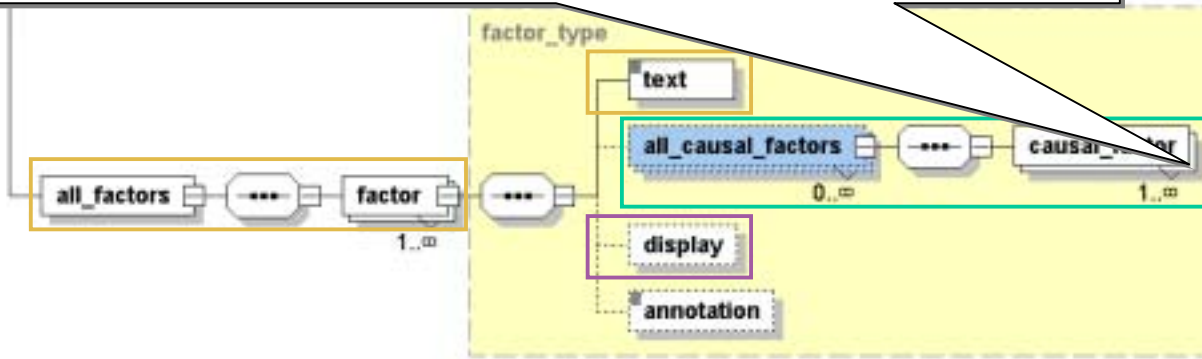 factor_type
text
all_causal_factors
0..∞
all_factors
factor
1..∞
1..∞
display
annotation